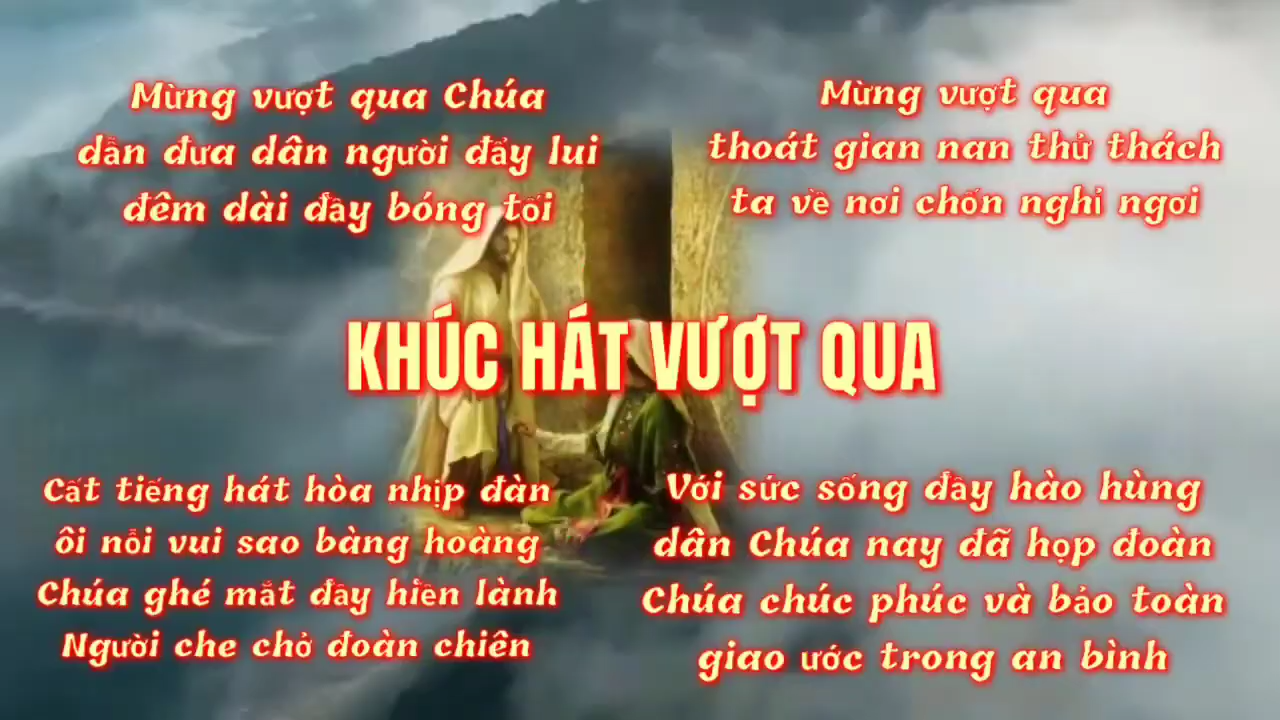 Mừng vượt qua Chúa
dẫn đưa dân người đẩy lui
đêm dài đầy bóng tối
Mừng vượt qua
thoát gian nan thử thách
ta về nơi chốn nghỉ ngơi
KHÚC HÁT VƯỢT QUA
Cất tiếng hát hòa nhịp đàn
ôi nổi vui sao bàng hoàng
Chúa ghé mắt đầy hiền lành
Người che chở đoàn chiên
Với sức sống đầy hào hùng
dân Chúa nay đã họp đoàn
Chúa chúc phúc và bảo toàn
giao ước trong an bình